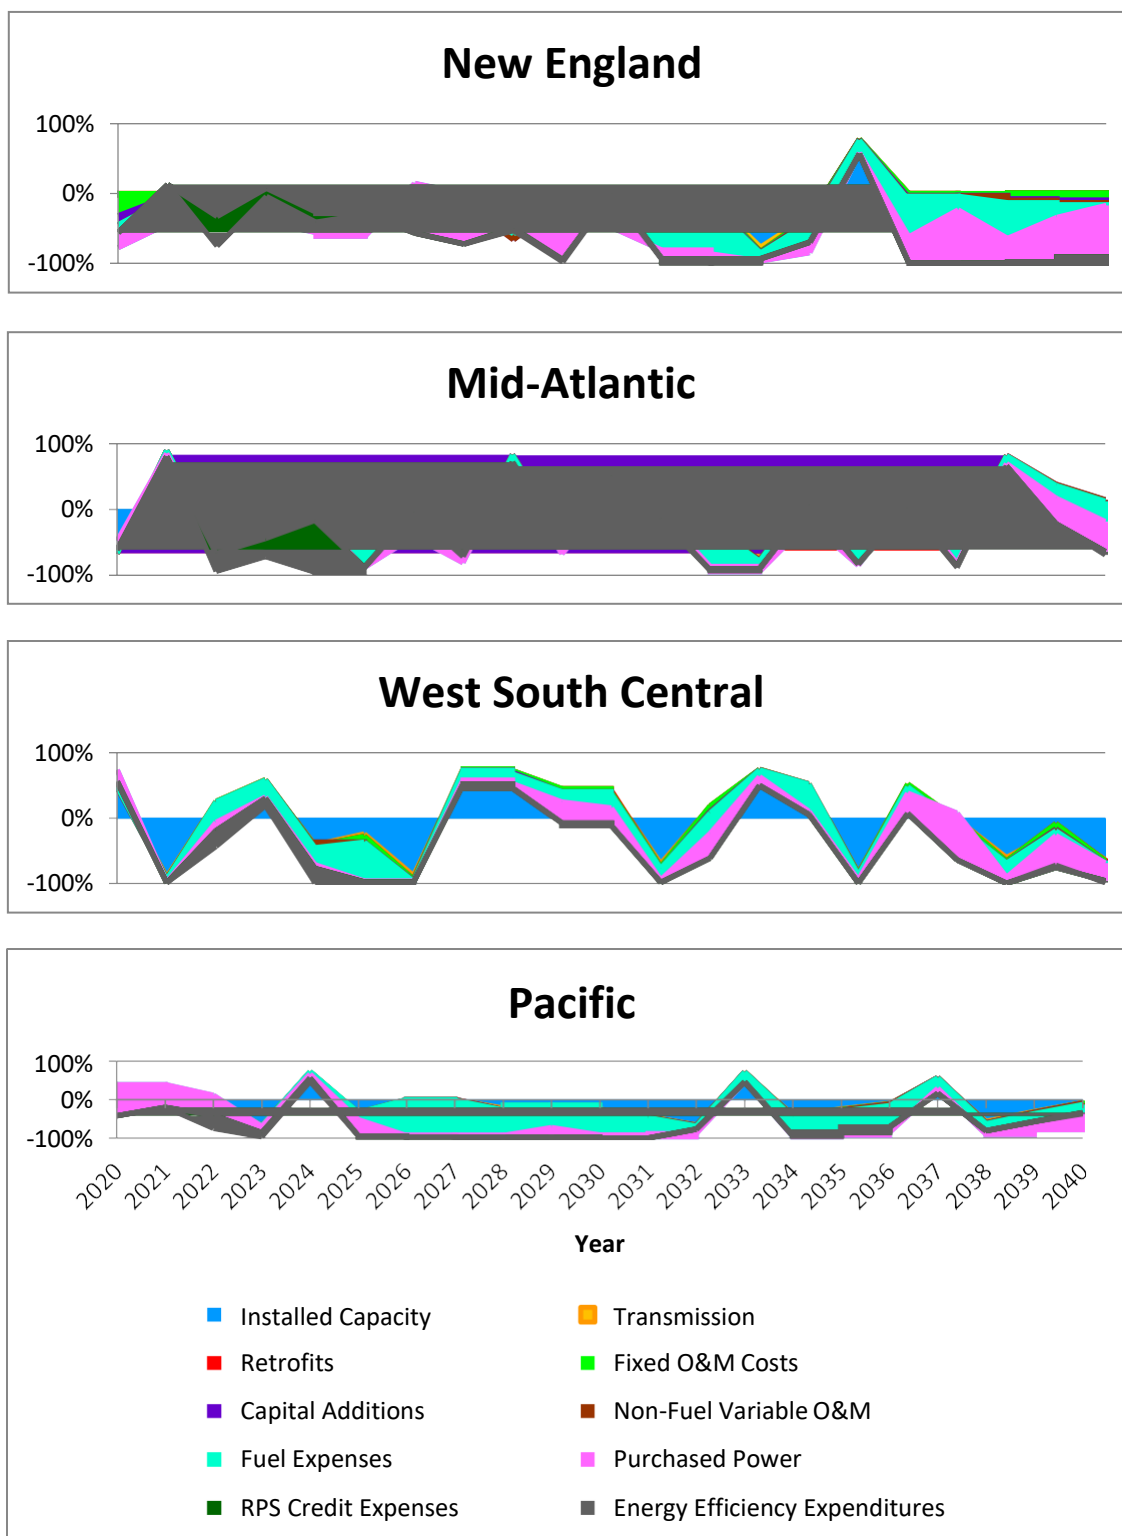 New England
100%
0%
-100%
Mid-Atlantic
100%
0%
-100%
West South Central
100%
0%
-100%
Pacific
100%
0%
-100%
2020 2021 2022 2023 2024 2025 2026 2027 2028 2029 2030 2031 2032 2033 2034 2035 2036 2037 2038 2039 2040
Year
Installed Capacity Transmission
Retrofits Fixed O&M Costs
Capital Additions Non-Fuel Variable O&M
Fuel Expenses Purchased Power
RPS Credit Expenses Energy Efficiency Expenditures